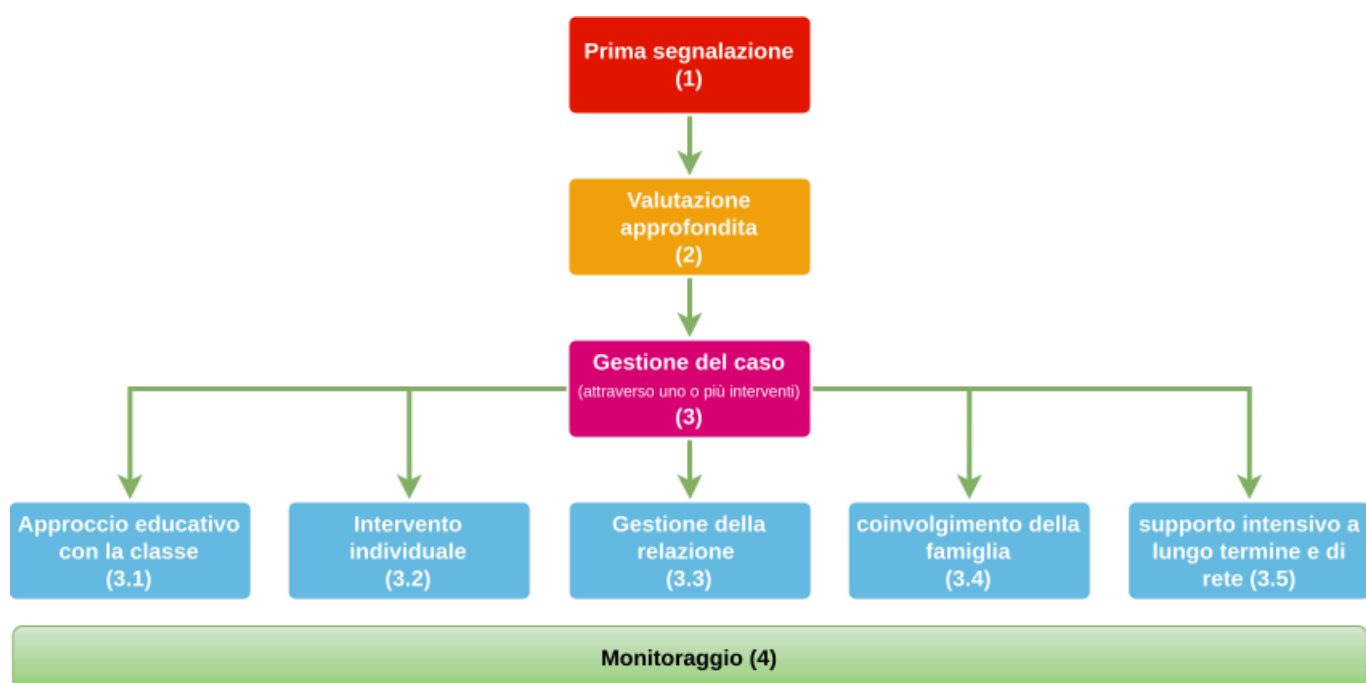 Prima segnalazione
(1)
Valutazione
approfondita
(2)
Gestione del caso
(attraverso uno o più interventi)
(3)
Approccio educativo
con la classe
(3.1)
Intervento
individuale
(3.2)
Gestione della
relazione
(3.3)
coinvolgimento della
famiglia
(3.4)
supporto intensivo a
lungo termine e di
rete (3.5)
Monitoraggio (4)